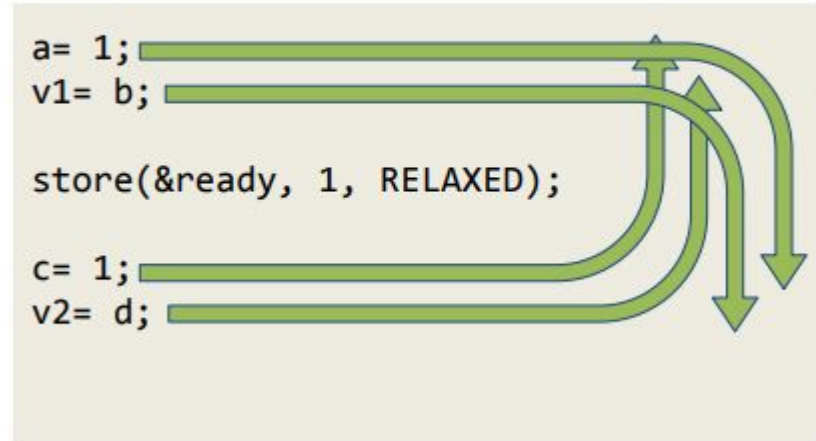 a= 1;
v1= b;
store(&ready, 1, RELAXED);
c= 1;
v2= d;